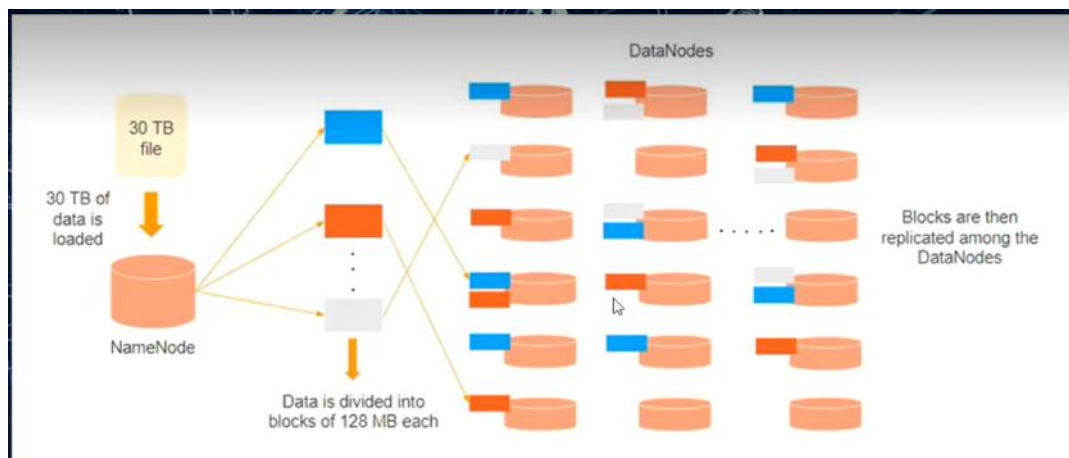 DataNodes
30 TB
file
30 TB of
data is
loaded
NameNode
Data is divided into
blocks of 128 MB each
Blocks are then
replicated among the
DataNodes